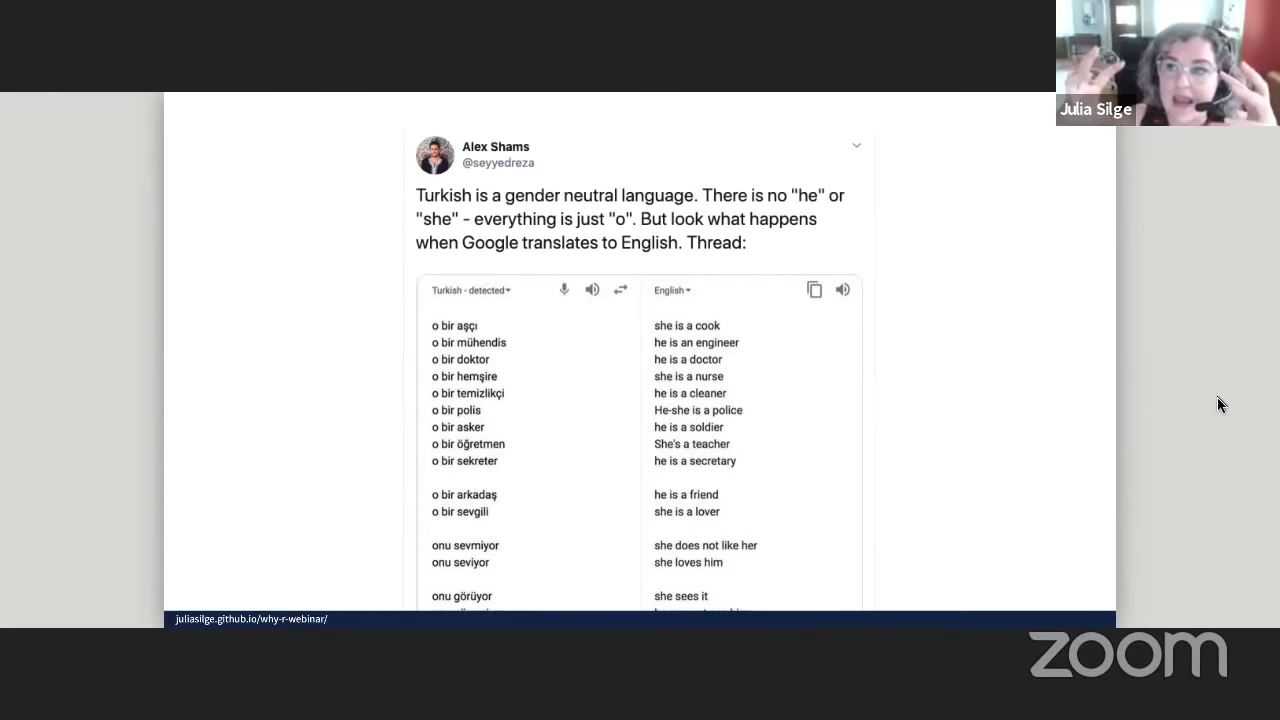 Julia Silge
Alex Shams
@seyyedreza
Turkish is a gender neutral language. There is no "he" or
"she" - everything is just "o". But look what happens
when Google translates to English. Thread:
Turkish - detected
English
o bir aşçı
she is a cook
o bir mühendis
he is an engineer
o bir doktor
he is a doctor
o bir hemşire
she is a nurse
o bir temizlikçi
he is a cleaner
o bir polis
He-she is a police
o bir asker
he is a soldier
o bir öğretmen
She's a teacher
o bir sekreter
he is a secretary
o bir arkadaş
he is a friend
o bir sevgili
she is a lover
onu sevmiyor
she does not like her
onu seviyor
she loves him
onu görüyor
she sees it
juliasilge.github.io/why-r-webinar/
zoom